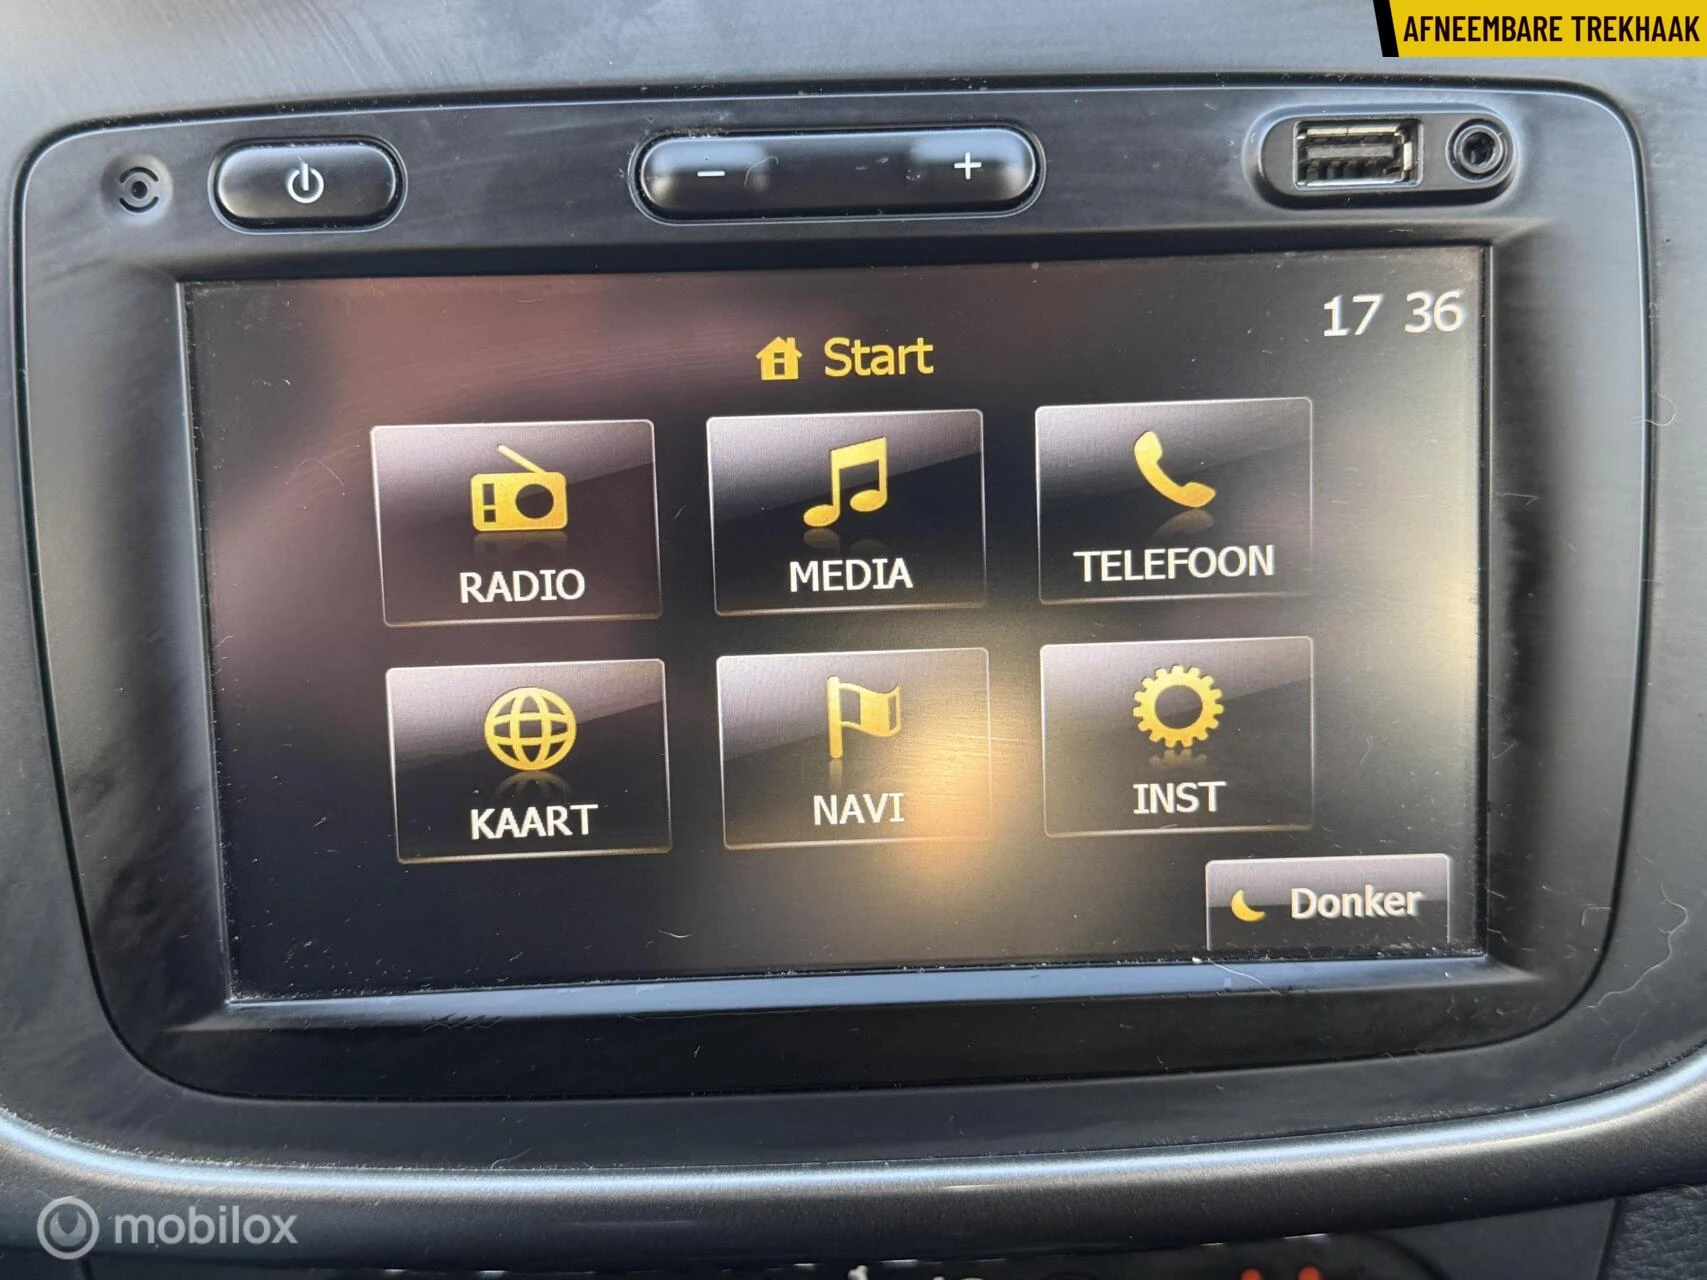 AFNEEMBARE TREKHAAK
17 36
Start
RADIO
MEDIA
TELEFOON
KAART
NAVI
INST
Donker
mobilox